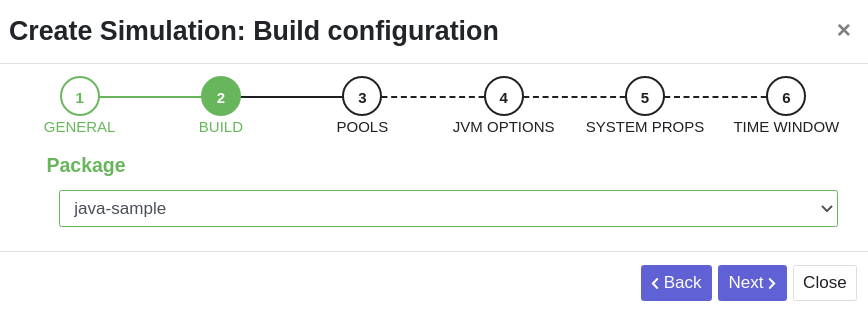 Create Simulation: Build configuration ×
1 2 3 4 5 6
GENERAL BUILD POOLS JVM OPTIONS SYSTEM PROPS TIME WINDOW
Package
java-sample
Back Next Close